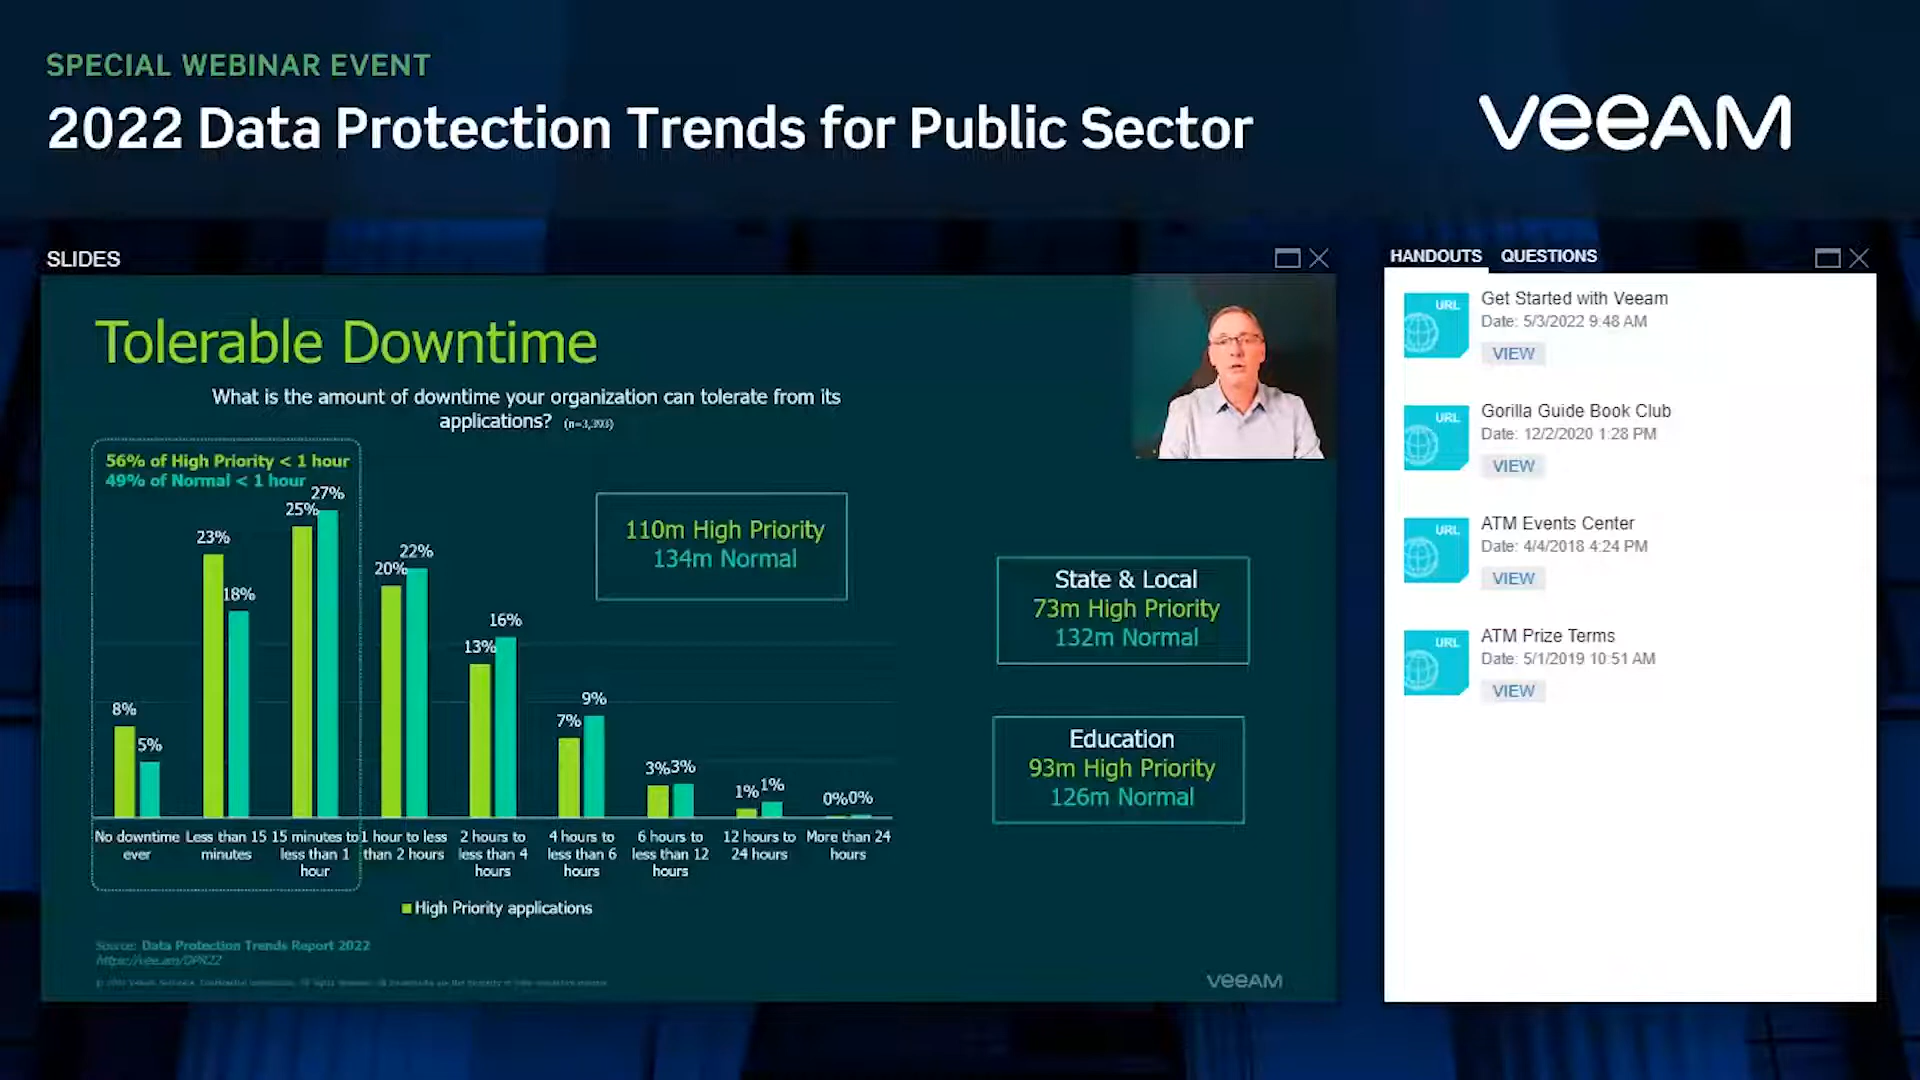 SPECIAL WEBINAR EVENT
2022 Data Protection Trends for Public Sector
veeAM
SLIDES
Tolerable Downtime
What is the amount of downtime your organization can tolerate from its
applications? (n=3,393)
56% of High Priority < 1 hour
49% of Normal < 1 hour
8%
5%
23%
18%
25%
27%
20%
22%
13%
16%
7%
9%
3%
3%
1%
1%
0%
0%
No downtime
ever
Less than 15
minutes
15 minutes to
less than 1
hour
1 hour to less
than 2 hours
2 hours to
less than 4
hours
4 hours to
less than 6
hours
6 hours to
less than 12
hours
12 hours to
24 hours
More than 24
hours
High Priority applications
110m High Priority
134m Normal
State & Local
73m High Priority
132m Normal
Education
93m High Priority
126m Normal
Source: Data Protection Trends Report 2022
https://vee.am/DPR22
veeAM
HANDOUTS
QUESTIONS
URL
Get Started with Veeam
Date: 5/3/2022 9:48 AM
VIEW
URL
Gorilla Guide Book Club
Date: 12/2/2020 1:28 PM
VIEW
URL
ATM Events Center
Date: 4/4/2018 4:24 PM
VIEW
URL
ATM Prize Terms
Date: 5/1/2019 10:51 AM
VIEW